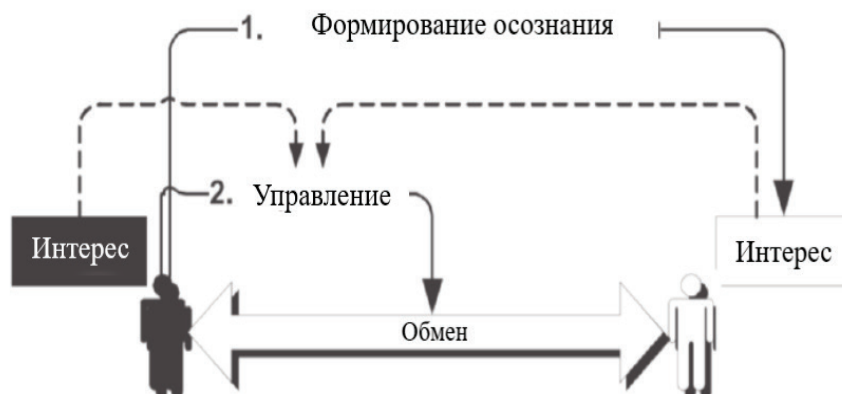 1. Формирование осознания
2. Управление
Интерес
Интерес
Обмен